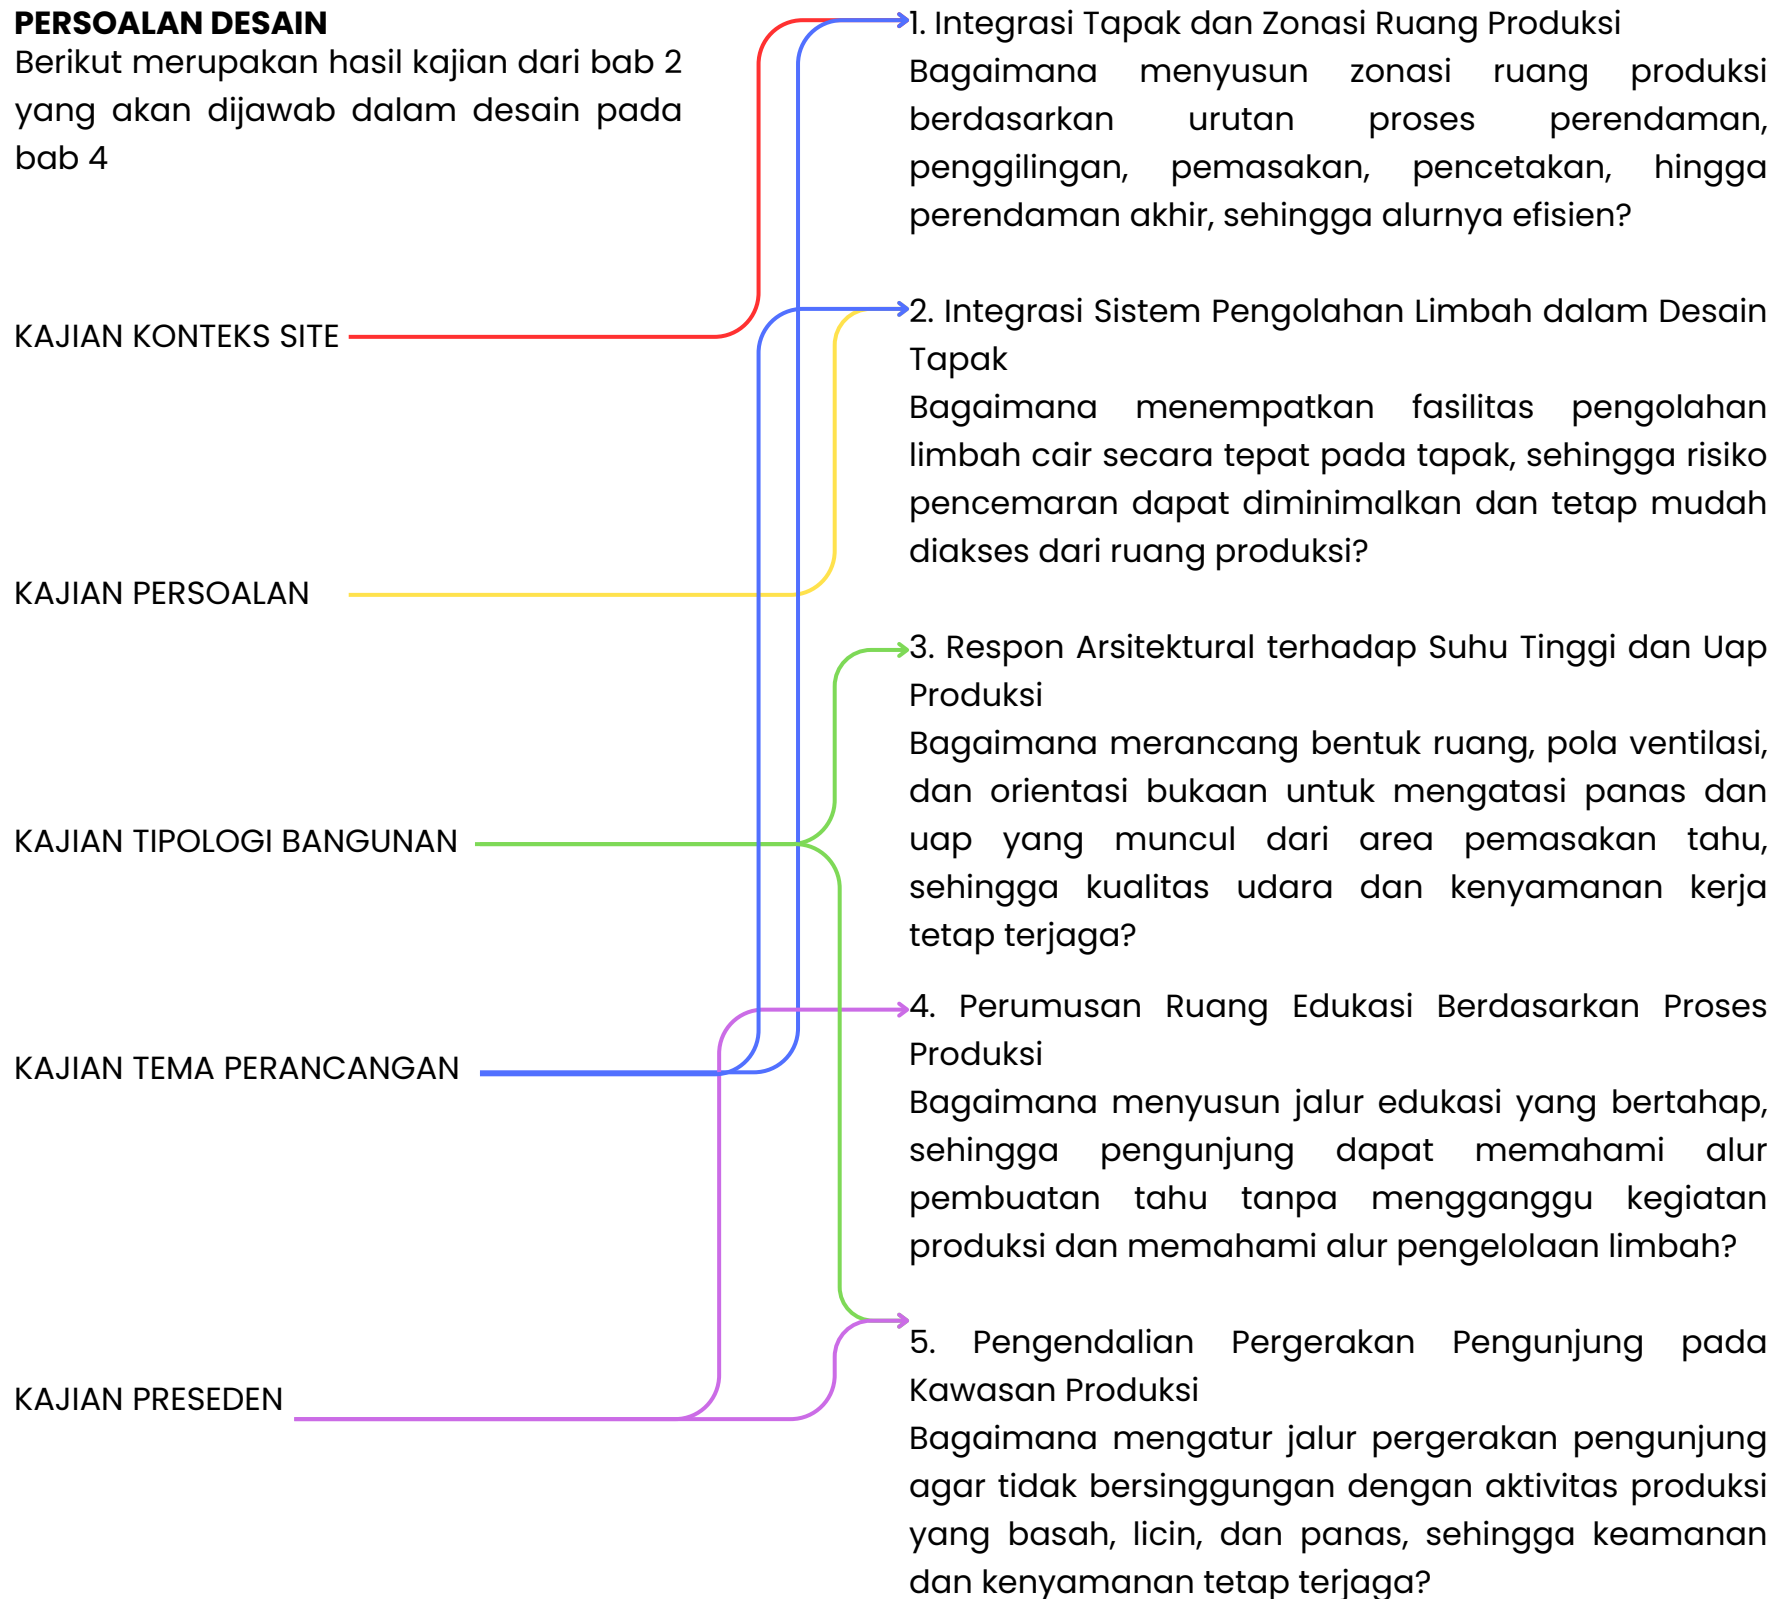 PERSOALAN DESAIN
Berikut merupakan hasil kajian dari bab 2
yang akan dijawab dalam desain pada
bab 4
KAJIAN KONTEKS SITE
KAJIAN PERSOALAN
KAJIAN TIPOLOGI BANGUNAN
KAJIAN TEMA PERANCANGAN
KAJIAN PRESEDEN
1. Integrasi Tapak dan Zonasi Ruang Produksi
Bagaimana menyusun zonasi ruang produksi
berdasarkan urutan proses perendaman,
penggilingan, pemasakan, pencetakan, hingga
perendaman akhir, sehingga alurnya efisien?
2. Integrasi Sistem Pengolahan Limbah dalam Desain
Tapak
Bagaimana menempatkan fasilitas pengolahan
limbah cair secara tepat pada tapak, sehingga risiko
pencemaran dapat diminimalkan dan tetap mudah
diakses dari ruang produksi?
3. Respon Arsitektural terhadap Suhu Tinggi dan Uap
Produksi
Bagaimana merancang bentuk ruang, pola ventilasi,
dan orientasi bukaan untuk mengatasi panas dan
uap yang muncul dari area pemasakan tahu,
sehingga kualitas udara dan kenyamanan kerja
tetap terjaga?
4. Perumusan Ruang Edukasi Berdasarkan Proses
Produksi
Bagaimana menyusun jalur edukasi yang bertahap,
sehingga pengunjung dapat memahami alur
pembuatan tahu tanpa mengganggu kegiatan
produksi dan memahami alur pengelolaan limbah?
5. Pengendalian Pergerakan Pengunjung pada
Kawasan Produksi
Bagaimana mengatur jalur pergerakan pengunjung
agar tidak bersinggungan dengan aktivitas produksi
yang basah, licin, dan panas, sehingga keamanan
dan kenyamanan tetap terjaga?